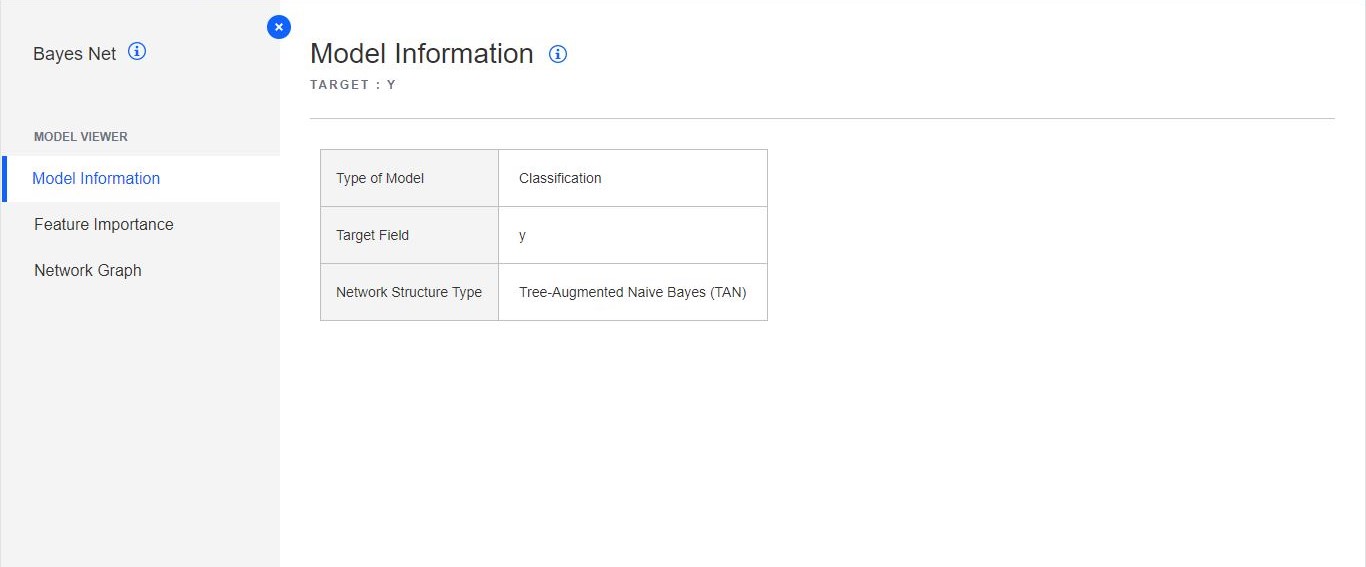 Bayes Net
MODEL VIEWER
Model Information
Feature Importance
Network Graph
Model Information
TARGET : Y
Type of Model Classification
Target Field y
Network Structure Type Tree-Augmented Naive Bayes (TAN)